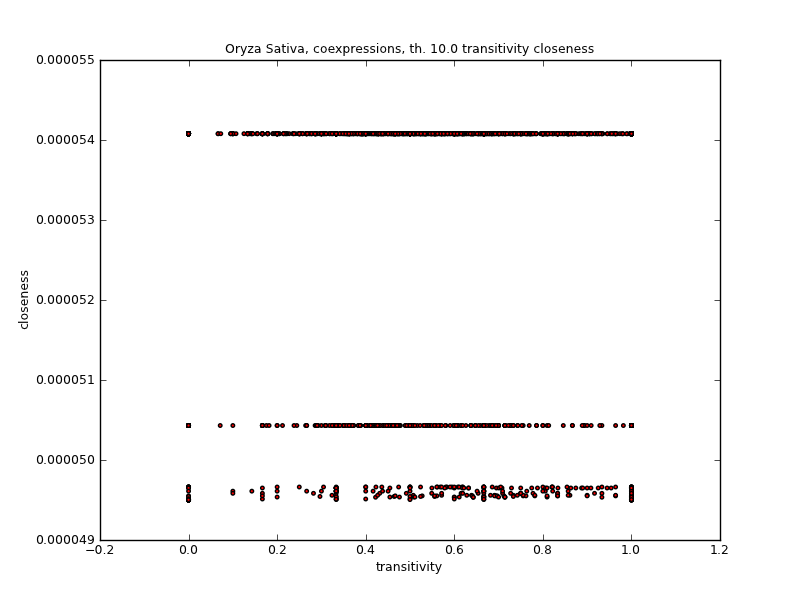 Oryza Sativa, coexpressions, th. 10.0 transitivity closeness
0.000055
0.000054
0.000053
0.000052
0.000051
0.000050
0.000049
closeness
−0.2 0.0 0.2 0.4 0.6 0.8 1.0 1.2
transitivity